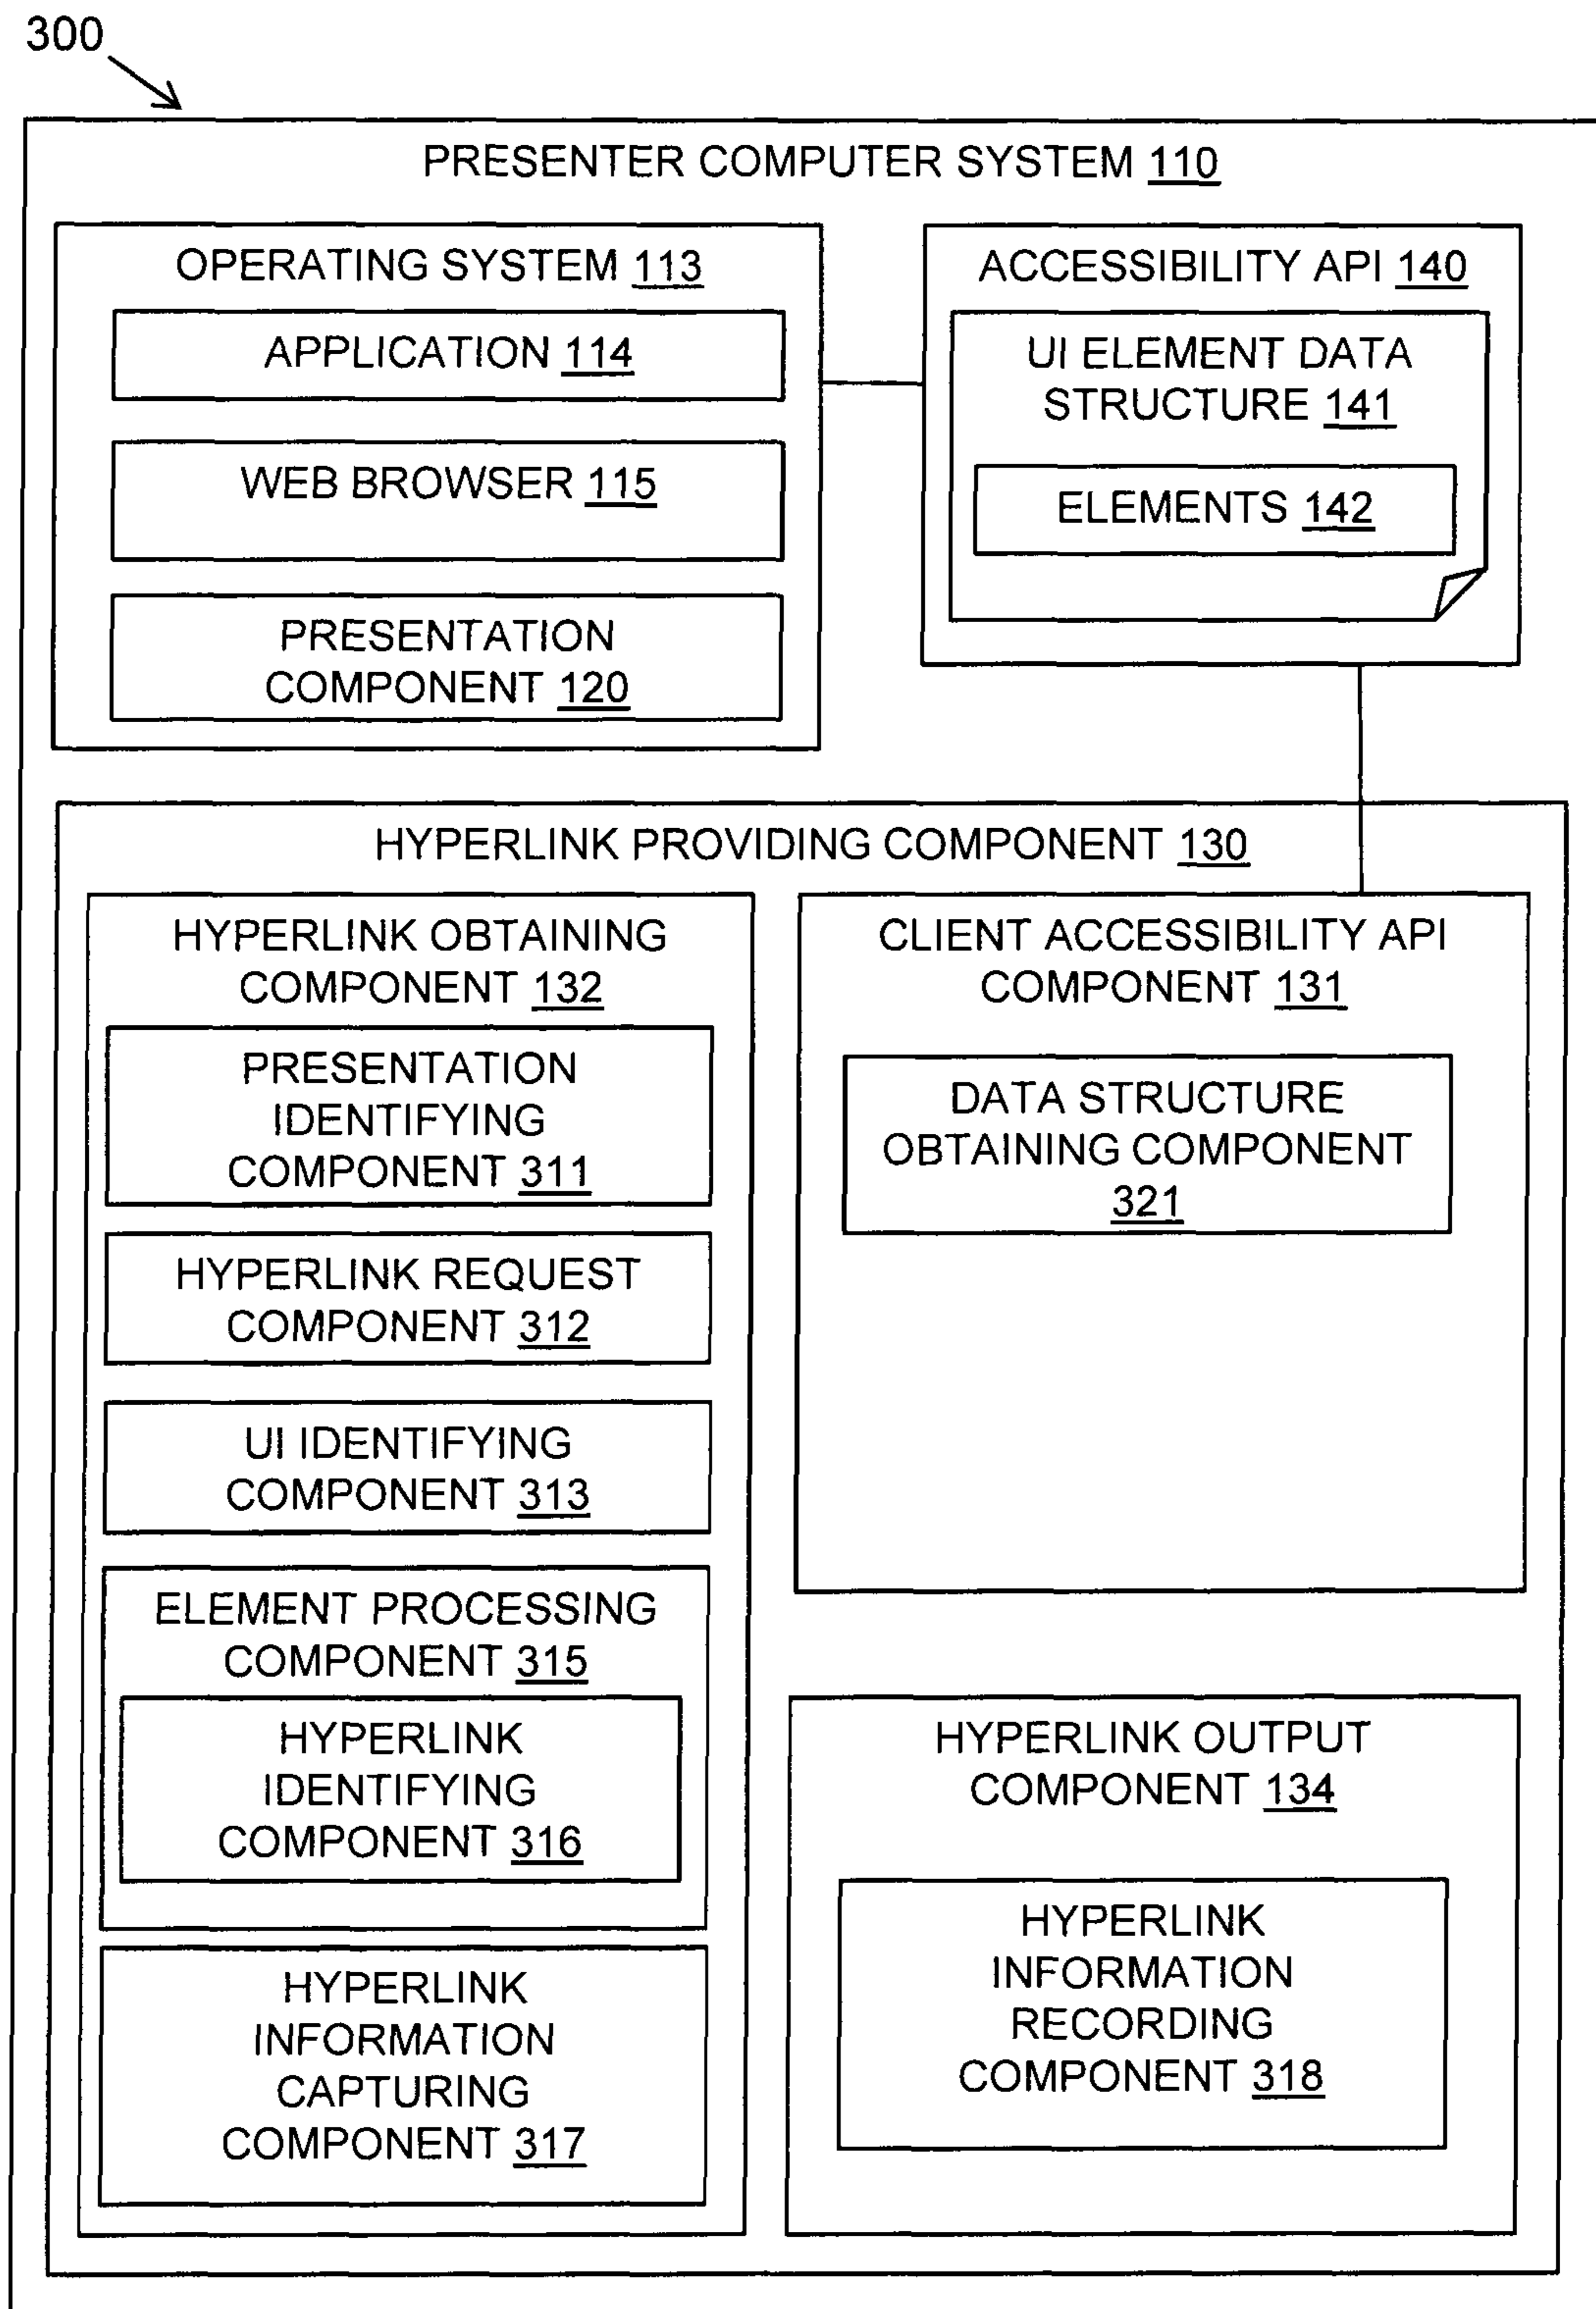 300
PRESENTER COMPUTER SYSTEM 110
OPERATING SYSTEM 113
APPLICATION 114
WEB BROWSER 115
PRESENTATION
COMPONENT 120
ACCESSIBILITY API 140
UI ELEMENT DATA
STRUCTURE 141
ELEMENTS 142
HYPERLINK PROVIDING COMPONENT 130
HYPERLINK OBTAINING
COMPONENT 132
PRESENTATION
IDENTIFYING
COMPONENT 311
HYPERLINK REQUEST
COMPONENT 312
UI IDENTIFYING
COMPONENT 313
ELEMENT PROCESSING
COMPONENT 315
HYPERLINK
IDENTIFYING
COMPONENT 316
HYPERLINK
INFORMATION
CAPTURING
COMPONENT 317
CLIENT ACCESSIBILITY API
COMPONENT 131
DATA STRUCTURE
OBTAINING COMPONENT
321
HYPERLINK OUTPUT
COMPONENT 134
HYPERLINK
INFORMATION
RECORDING
COMPONENT 318